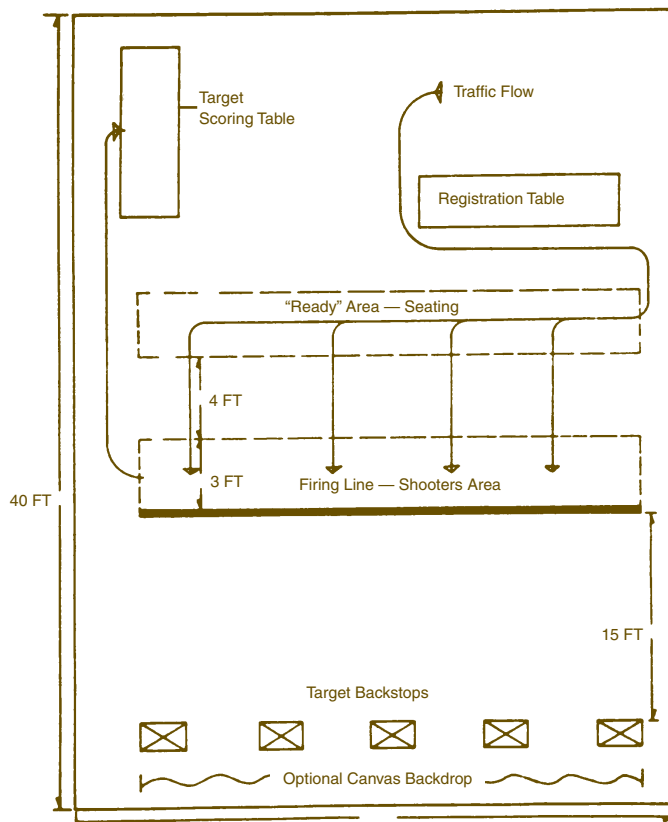 Target
Scoring Table
Traffic Flow
Registration Table
“Ready” Area — Seating
4 FT
3 FT
Firing Line — Shooters Area
40 FT
15 FT
Target Backstops
Optional Canvas Backdrop